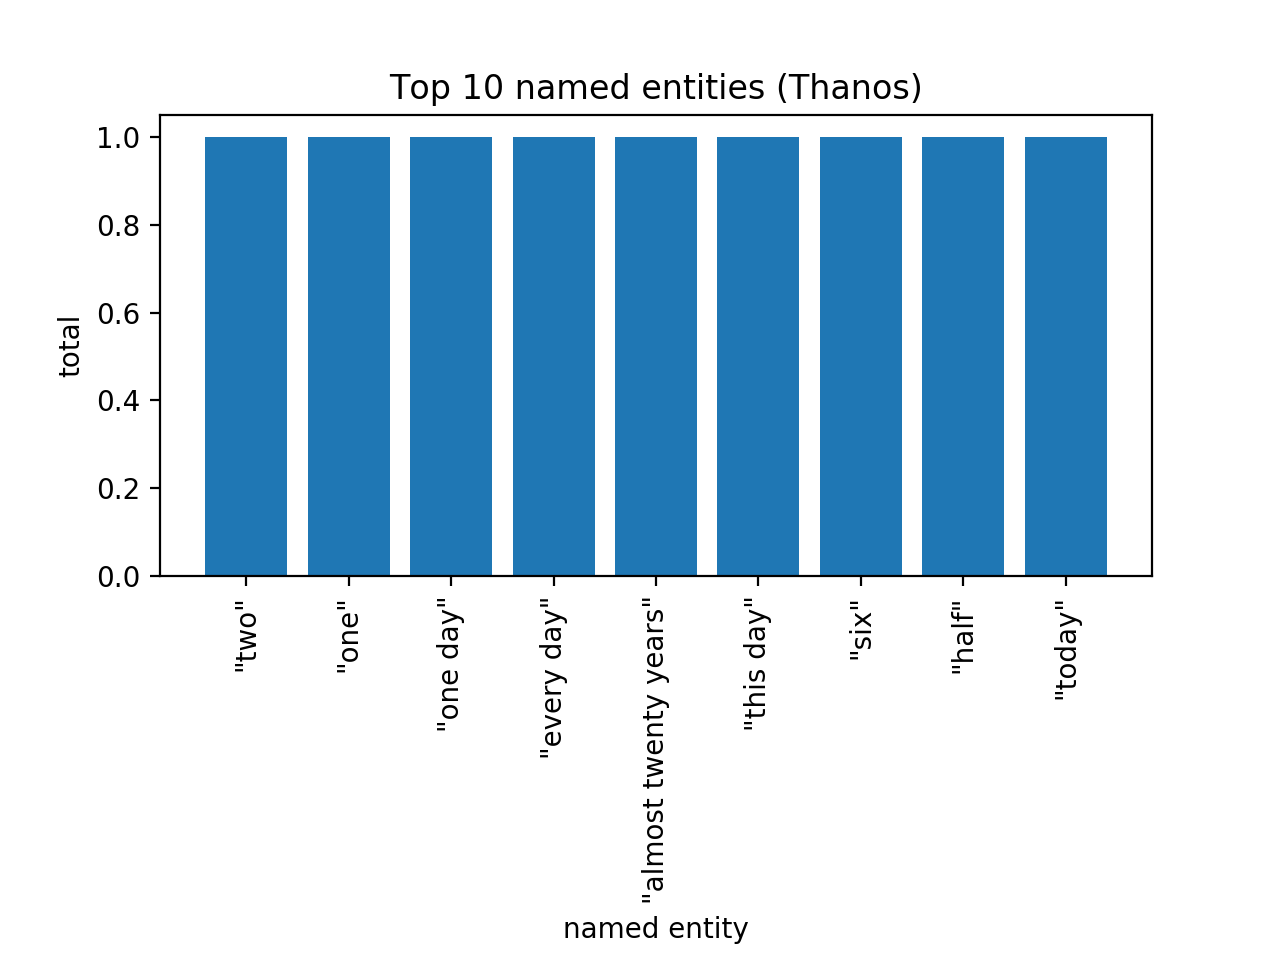 Top 10 named entities (Thanos)
1.0
0.8
0.6
0.4
0.2
0.0
total
"two"
"one"
"one day"
"every day"
"almost twenty years"
"this day"
"six"
"half"
"today"
named entity